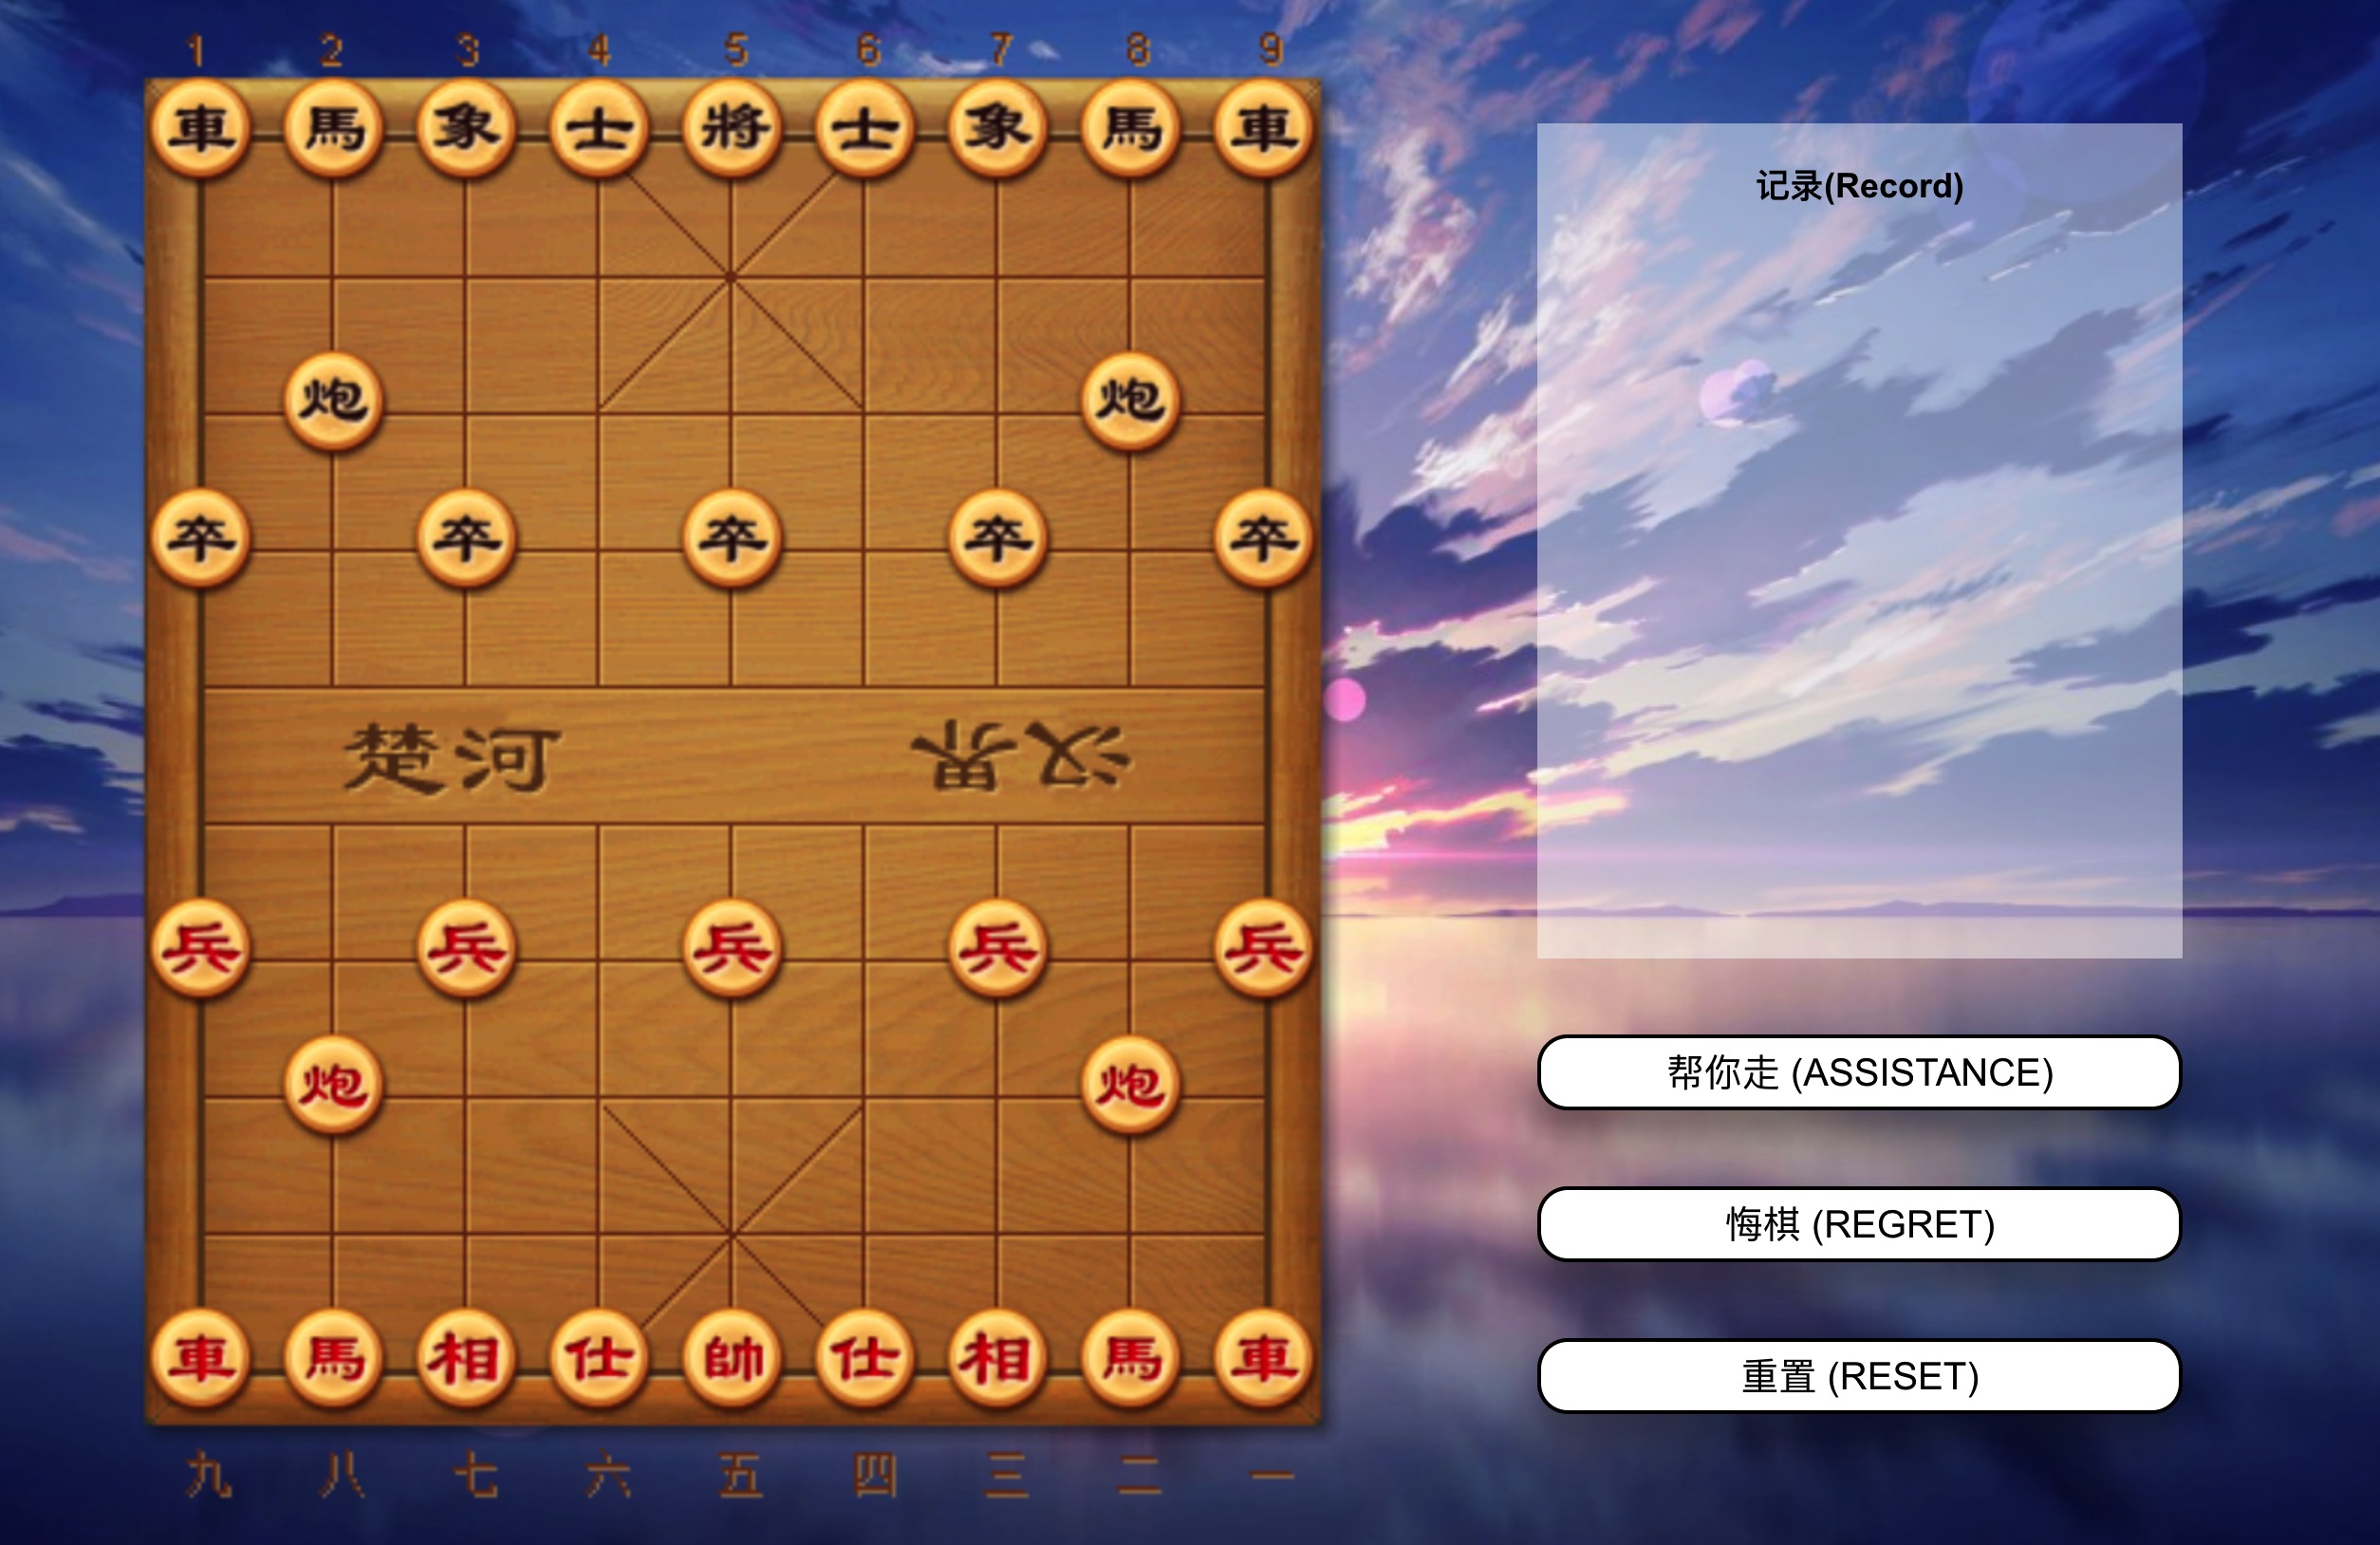 1 2 3 4 5 6 7 8 9
車 馬 象 士 將 士 象 馬 車
炮 炮
卒 卒 卒 卒 卒
楚河 汉界
兵 兵 兵 兵 兵
炮 炮
車 馬 相 仕 帥 仕 相 馬 車
九 八 七 六 五 四 三 二 一
记录(Record)
帮你走 (ASSISTANCE)
悔棋 (REGRET)
重置 (RESET)